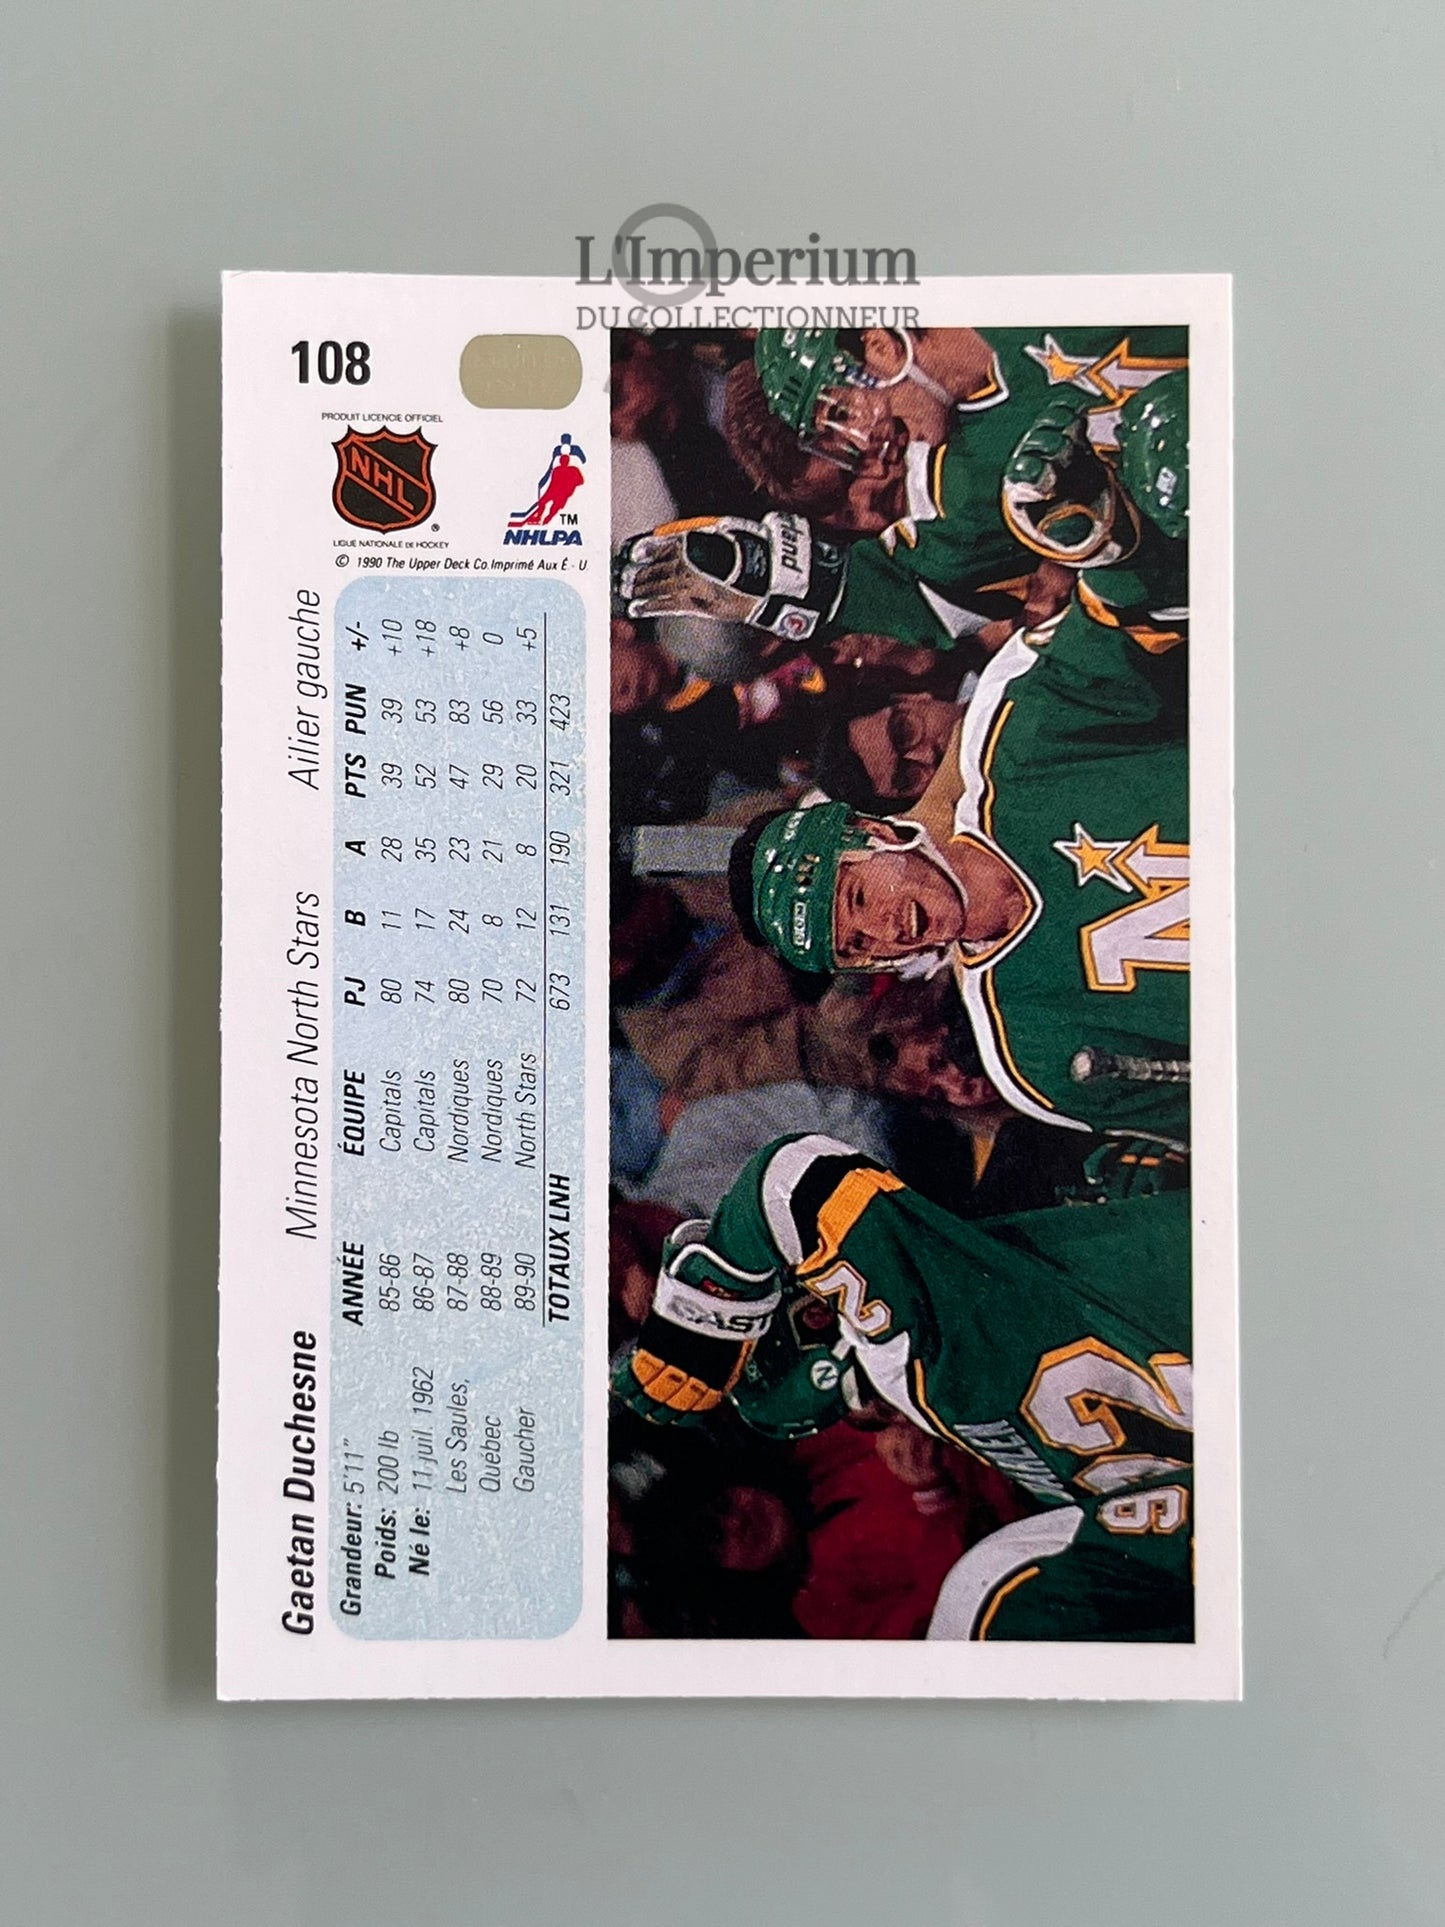 L'Imperium
DU COLLECTIONNEUR
108
PRODUIT LICENCIE OFFICIEL
NHL
®
LIGUE NATIONALE DE HOCKEY
TM
NHLPA
© 1990 The Upper Deck Co. Imprimé Aux É.-U.
Gaetan Duchesne Minnesota North Stars Ailier gauche
Grandeur: 5'11"
Poids: 200 lb
Né le: 11 juil. 1962
Les Saules,
Québec
Gaucher
ANNÉE ÉQUIPE PJ B A PTS PUN +/-
85-86 Capitals 80 11 28 39 39 +10
86-87 Capitals 74 17 35 52 53 +18
87-88 Nordiques 80 24 23 47 83 +8
88-89 Nordiques 70 8 21 29 56 0
89-90 North Stars 72 12 8 20 33 +5
TOTAUX LNH 673 131 190 321 423
N
N
2
26
26